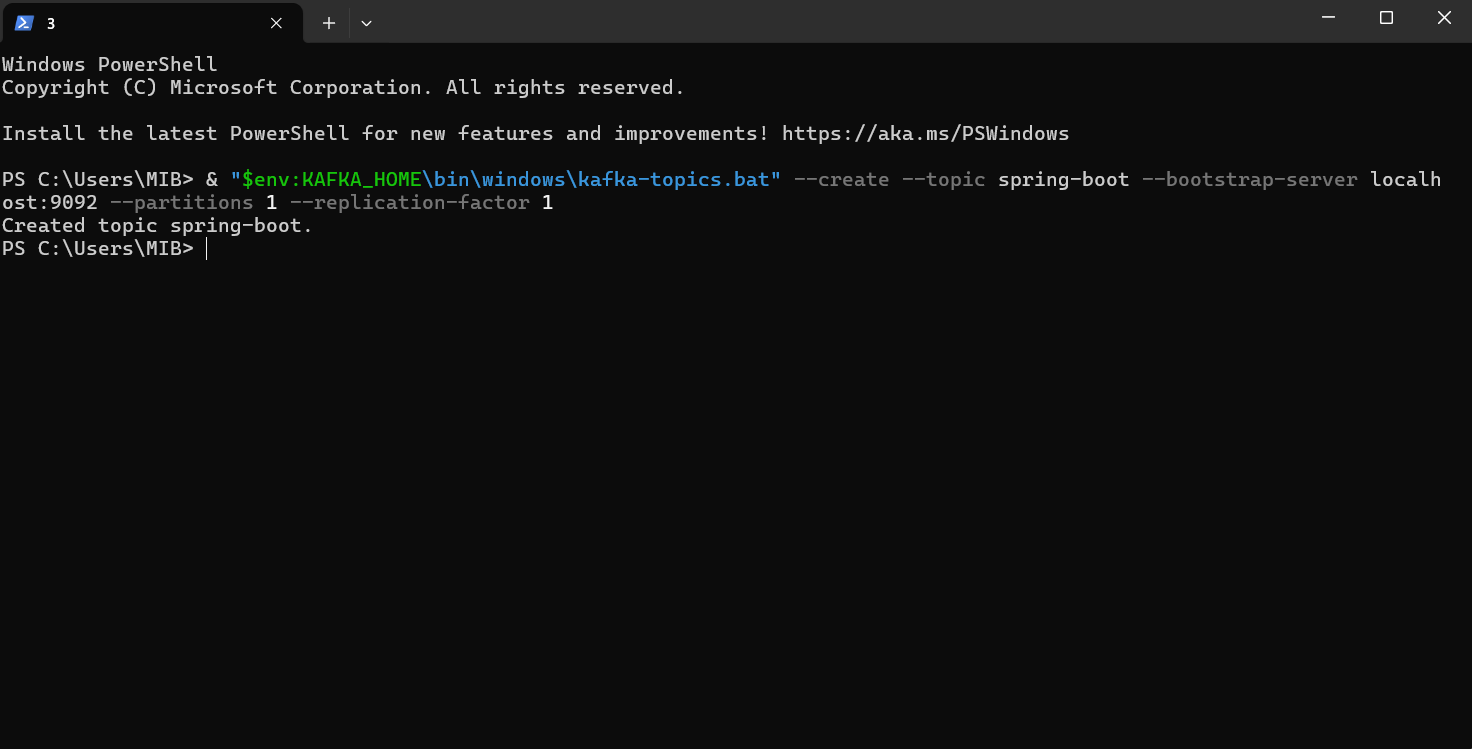 3
Windows PowerShell
Copyright (C) Microsoft Corporation. All rights reserved.
Install the latest PowerShell for new features and improvements! https://aka.ms/PSWindows
PS C:\Users\MIB> & "$env:KAFKA_HOME\bin\windows\kafka-topics.bat" --create --topic spring-boot --bootstrap-server localh
ost:9092 --partitions 1 --replication-factor 1
Created topic spring-boot.
PS C:\Users\MIB>